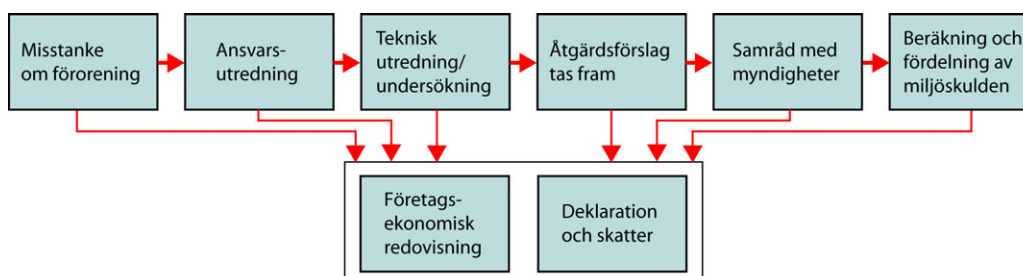 Misstanke
om förorening
Ansvars-
utredning
Teknisk
utredning/
undersökning
Åtgärdsförslag
tas fram
Samråd med
myndigheter
Beräkning och
fördelning av
miljöskulden
Företags-
ekonomisk
redovisning
Deklaration
och skatter